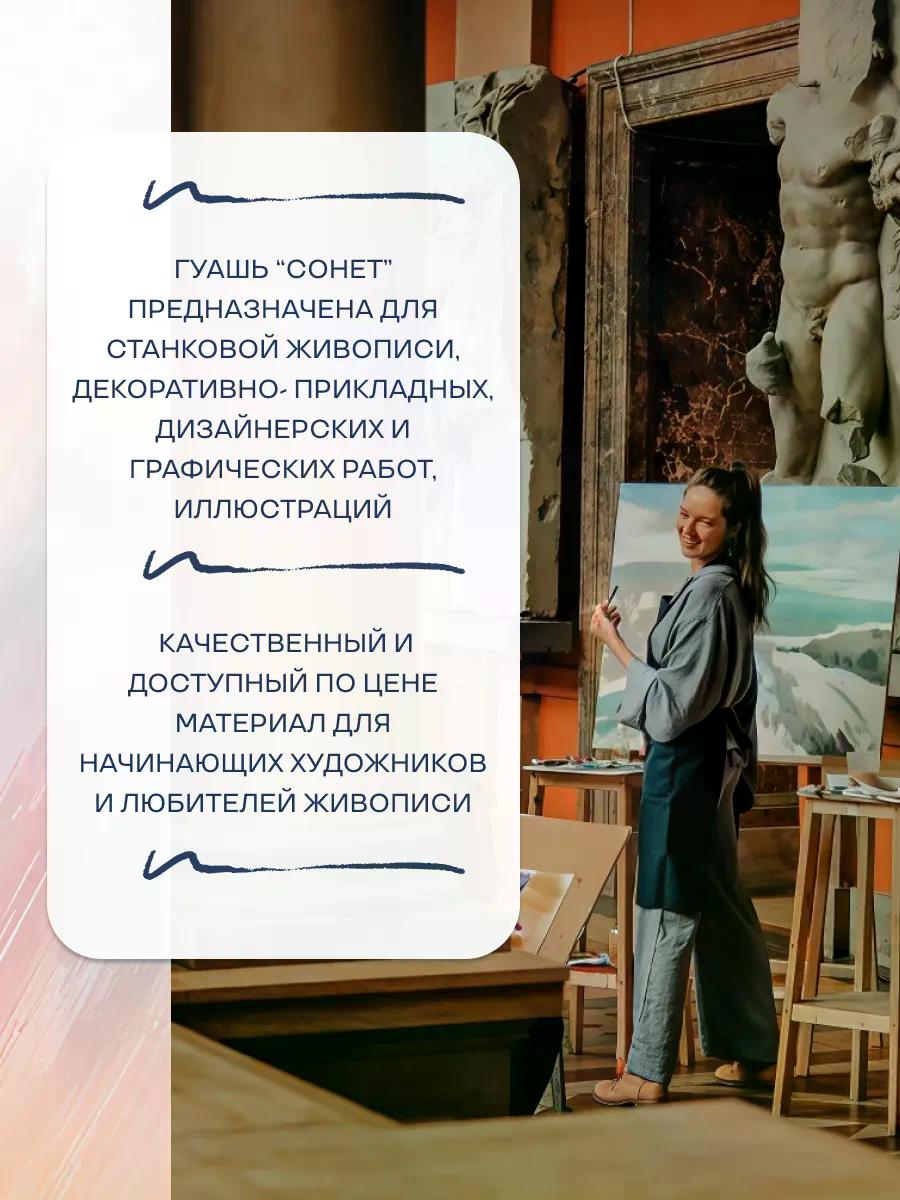 ГУАШЬ “СОНЕТ”
ПРЕДНАЗНАЧЕНА ДЛЯ
СТАНКОВОЙ ЖИВОПИСИ,
ДЕКОРАТИВНО- ПРИКЛАДНЫХ,
ДИЗАЙНЕРСКИХ И
ГРАФИЧЕСКИХ РАБОТ,
ИЛЛЮСТРАЦИЙ
КАЧЕСТВЕННЫЙ И
ДОСТУПНЫЙ ПО ЦЕНЕ
МАТЕРИАЛ ДЛЯ
НАЧИНАЮЩИХ ХУДОЖНИКОВ
И ЛЮБИТЕЛЕЙ ЖИВОПИСИ